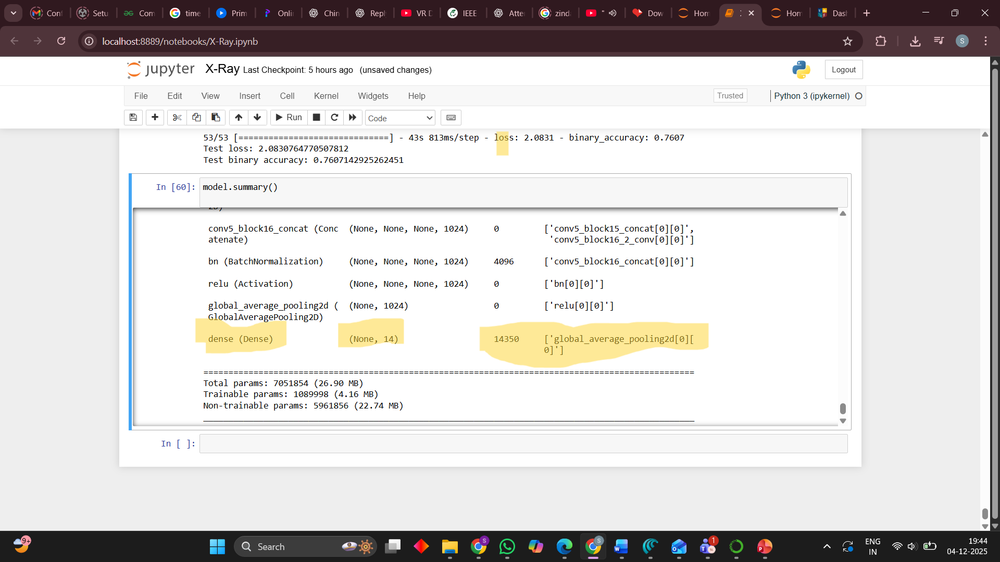 Conf
Setu
Com
time
Prim
Onli
Chin
Repl
VR D
IEEE
Atte
zind
"
Dow
Hom
Hom
Dash
localhost:8889/notebooks/X-Ray.ipynb
S
jupyter X-Ray Last Checkpoint: 5 hours ago (unsaved changes)
Logout
File Edit View Insert Cell Kernel Widgets Help
Trusted
Python 3 (ipykernel)
Run
Code
53/53 [==============================] - 43s 813ms/step - loss: 2.0831 - binary_accuracy: 0.7607
Test loss: 2.0830764770507812
Test binary accuracy: 0.7607142925262451
In [60]: model.summary()
2D)
conv5_block16_concat (Conc (None, None, None, 1024) 0 ['conv5_block15_concat[0][0]',
atenate) 'conv5_block16_2_conv[0][0]']
bn (BatchNormalization) (None, None, None, 1024) 4096 ['conv5_block16_concat[0][0]']
relu (Activation) (None, None, None, 1024) 0 ['bn[0][0]']
global_average_pooling2d ( (None, 1024) 0 ['relu[0][0]']
GlobalAveragePooling2D)
dense (Dense) (None, 14) 14350 ['global_average_pooling2d[0][
0]']
==================================================================================================
Total params: 7051854 (26.90 MB)
Trainable params: 1089998 (4.16 MB)
Non-trainable params: 5961856 (22.74 MB)
__________________________________________________________________________________________________
In [ ]:
9+
Search
S
S
1
ENG
IN
19:44
04-12-2025